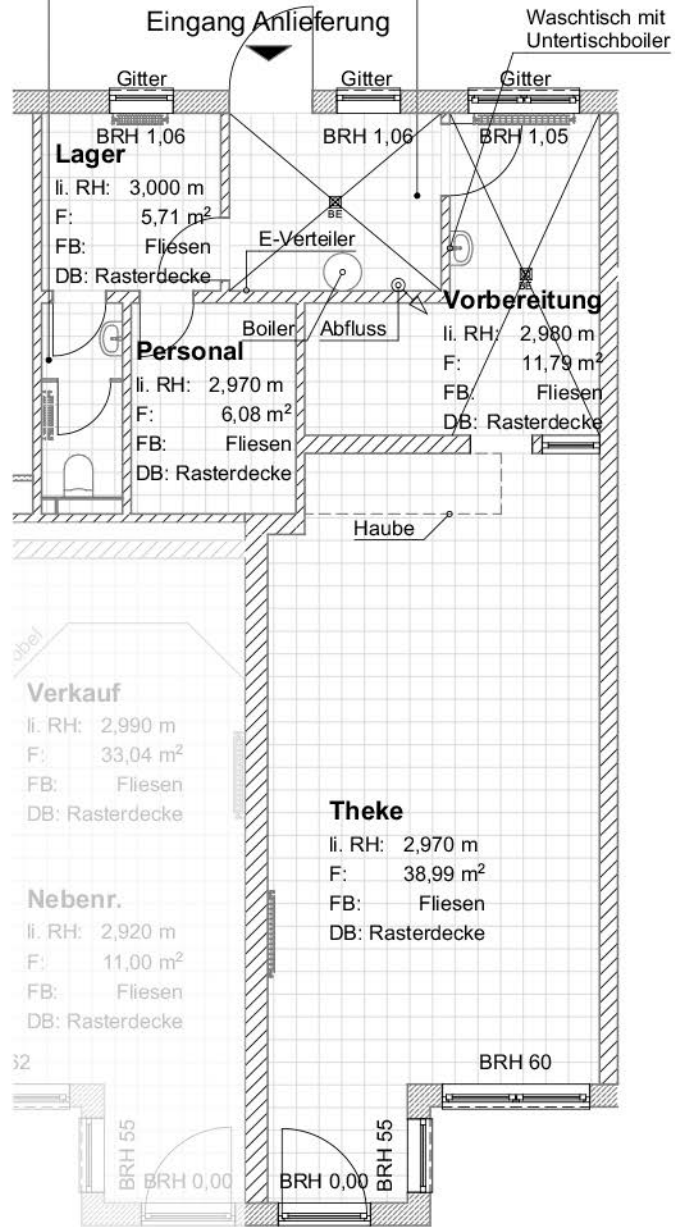 Waschtisch mit
Untertischboiler
Eingang Anlieferung
Gitter
Gitter
Gitter
BRH 1,06
BRH 1,06
BRH 1,05
Lager
li. RH: 3,000 m
F: 5,71 m²
FB: Fliesen
DB: Rasterdecke
BE
E-Verteiler
BE
Boiler
Abfluss
Vorbereitung
li. RH: 2,980 m
F: 11,79 m²
FB: Fliesen
DB: Rasterdecke
Personal
li. RH: 2,970 m
F: 6,08 m²
FB: Fliesen
DB: Rasterdecke
Haube
Verkauf
li. RH: 2,990 m
F: 33,04 m²
FB: Fliesen
DB: Rasterdecke
Theke
li. RH: 2,970 m
F: 38,99 m²
FB: Fliesen
DB: Rasterdecke
Nebenr.
li. RH: 2,920 m
F: 11,00 m²
FB: Fliesen
DB: Rasterdecke
62
BRH 60
BRH 55
BRH 0,00
BRH 0,00
BRH 55